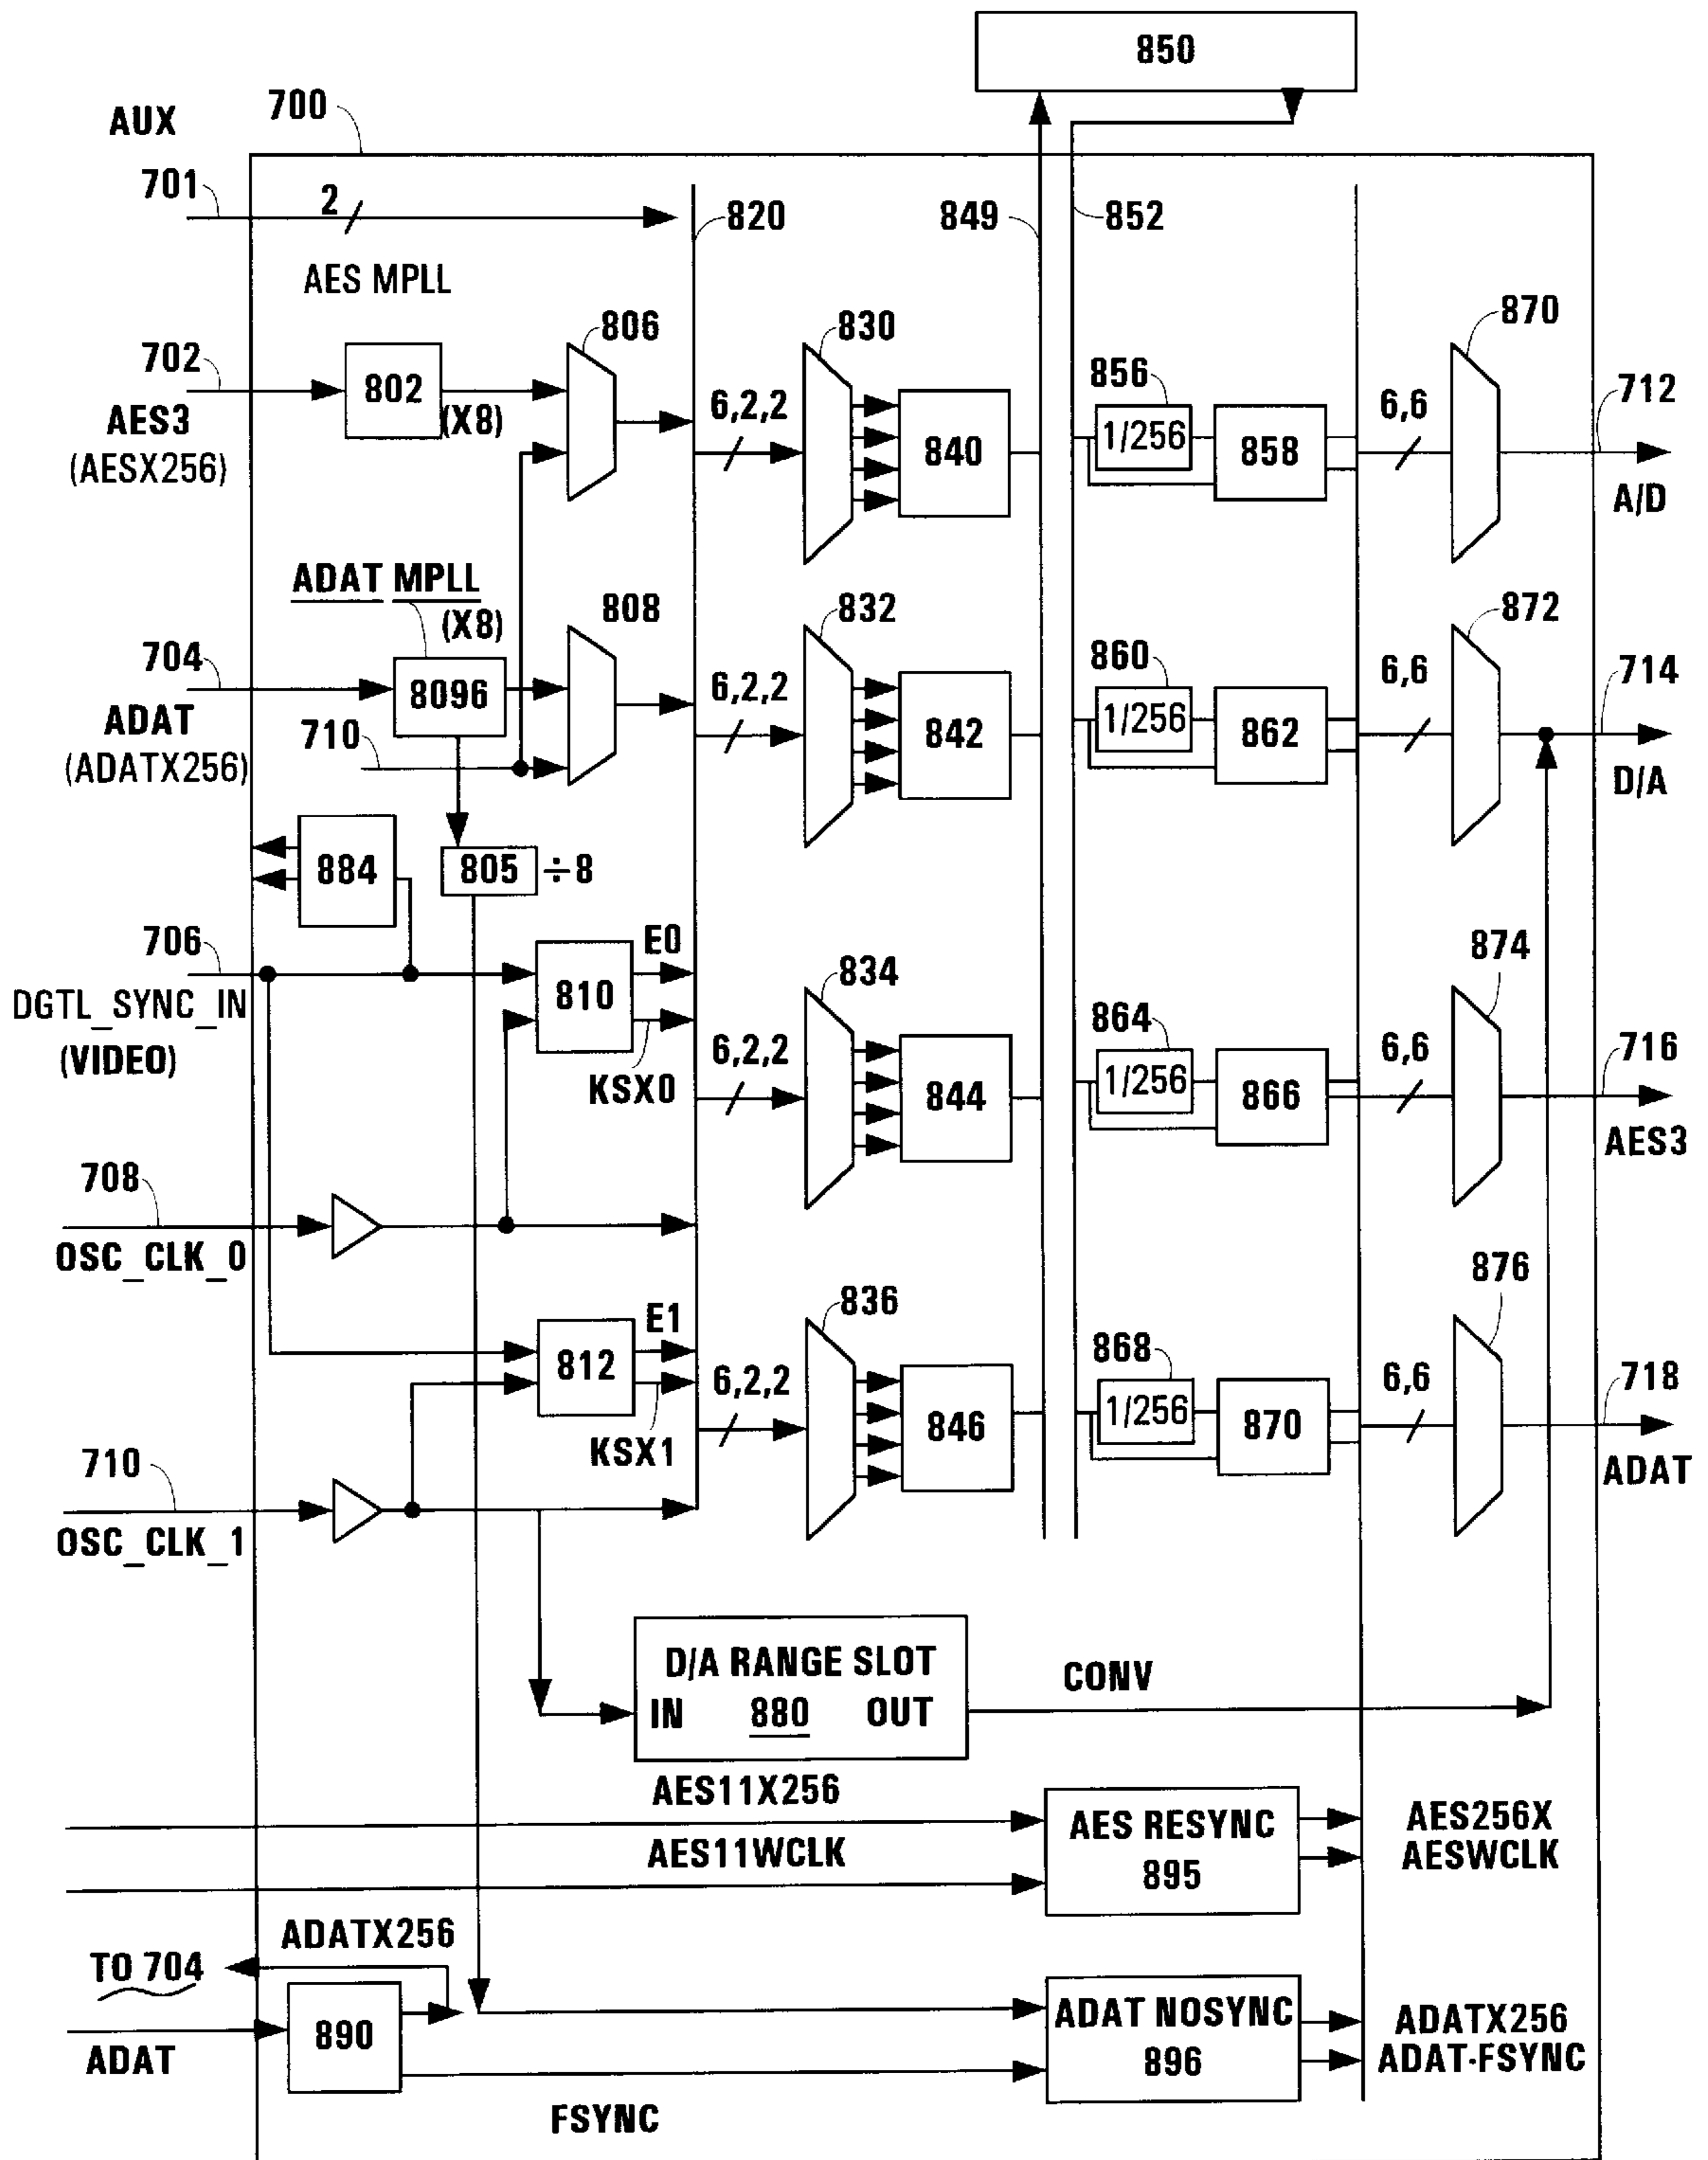 850
AUX
700
701
2
820
849
852
AES MPLL
702
AES3
(AESX256)
802
(X8)
806
6,2,2
830
840
856
1/256
858
6,6
870
712
A/D
ADAT MPLL
(X8)
704
ADAT
(ADATX256)
8096
710
808
6,2,2
832
842
860
1/256
862
6,6
872
714
D/A
884
805
÷8
706
DGTL_SYNC_IN
(VIDEO)
810
E0
KSX0
6,2,2
834
844
864
1/256
866
6,6
874
716
AES3
708
OSC_CLK_0
812
E1
KSX1
6,2,2
836
846
868
1/256
870
6,6
876
718
ADAT
710
OSC_CLK_1
D/A RANGE SLOT
IN 880 OUT
CONV
AES11X256
AES11WCLK
AES RESYNC
895
AES256X
AESWCLK
ADATX256
TO 704
ADAT
890
FSYNC
ADAT NOSYNC
896
ADATX256
ADAT-FSYNC